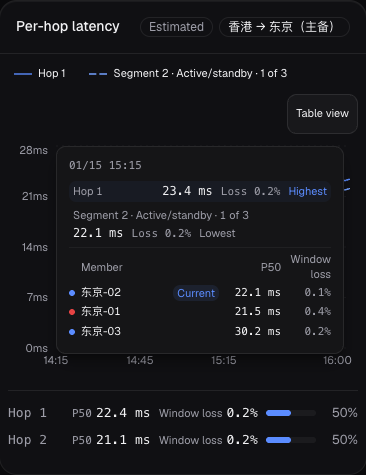 Per-hop latency Estimated 香港 → 东京（主备）
Hop 1 Segment 2 · Active/standby · 1 of 3
Table view
28ms
21ms
14ms
7ms
0ms
01/15 15:15
Hop 1 23.4 ms Loss 0.2% Highest
Segment 2 · Active/standby · 1 of 3
22.1 ms Loss 0.2% Lowest
Member P50 Window loss
东京-02 Current 22.1 ms 0.1%
东京-01 21.5 ms 0.4%
东京-03 30.2 ms 0.2%
14:15 14:45 15:15 16:00
Hop 1 P50 22.4 ms Window loss 0.2% 50%
Hop 2 P50 21.1 ms Window loss 0.2% 50%